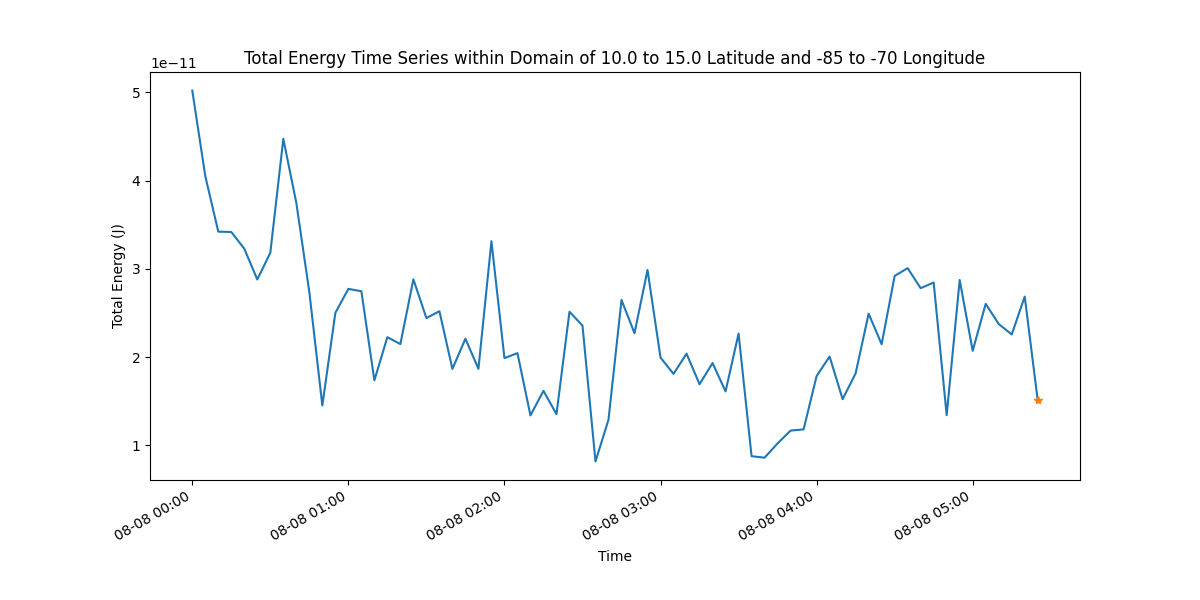 Total Energy Time Series within Domain of 10.0 to 15.0 Latitude and -85 to -70 Longitude
1e−11
5
4
3
2
1
Total Energy (J)
08-08 00:00
08-08 01:00
08-08 02:00
08-08 03:00
08-08 04:00
08-08 05:00
Time